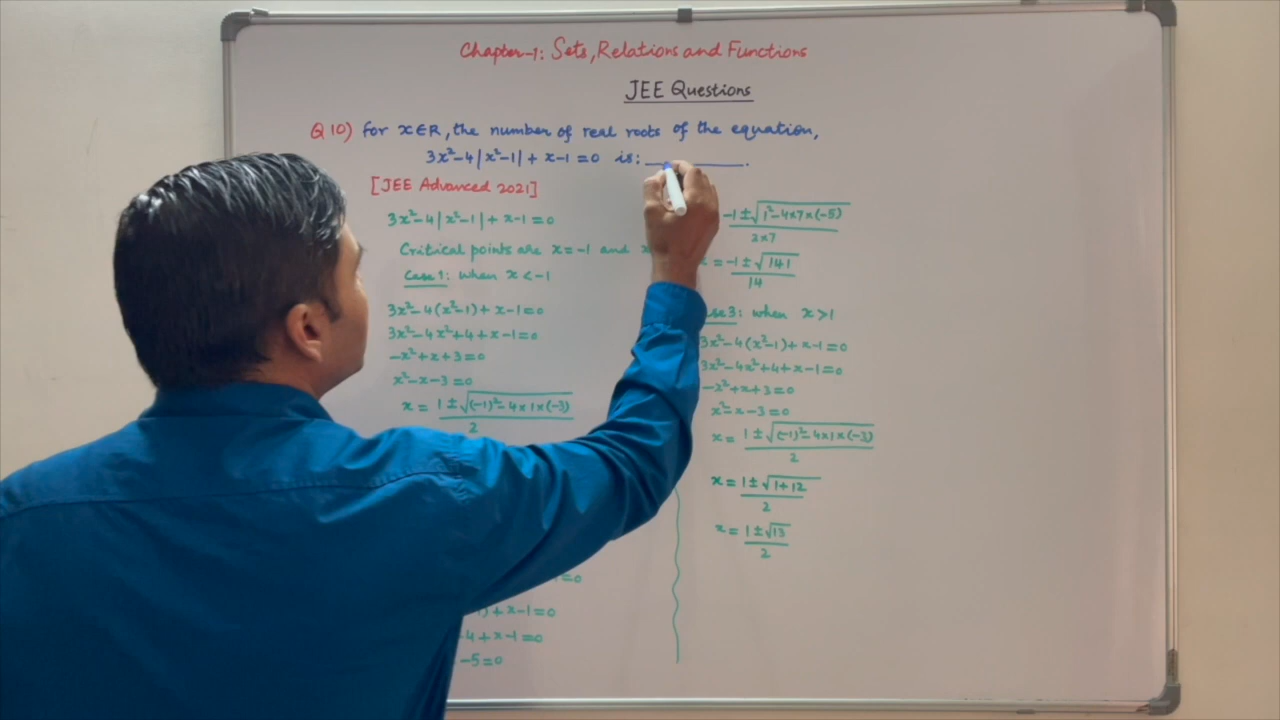 Chapter-1: Sets, Relations and Functions
JEE Questions
Q 10) For x∈R, the number of real roots of the equation,
3x²-4|x²-1|+x-1=0 is: ________.
[JEE Advanced 2021]
3x²-4|x²-1|+x-1=0
Critical points are x=-1 and x
Case 1: when x<-1
3x²-4(x²-1)+x-1=0
3x²-4x²+4+x-1=0
-x²+x+3=0
x²-x-3=0
x = (1±√((-1)²-4×1×(-3)))/2
=0
)+x-1=0
4+x-1=0
-5=0
(-1±√(1²-4×7×(-5)))/(2×7)
= (-1±√141)/14
se 3: when x>1
3x²-4(x²-1)+x-1=0
3x²-4x²+4+x-1=0
-x²+x+3=0
x²-x-3=0
x = (1±√((-1)²-4×1×(-3)))/2
x = (1±√(1+12))/2
x = (1±√13)/2